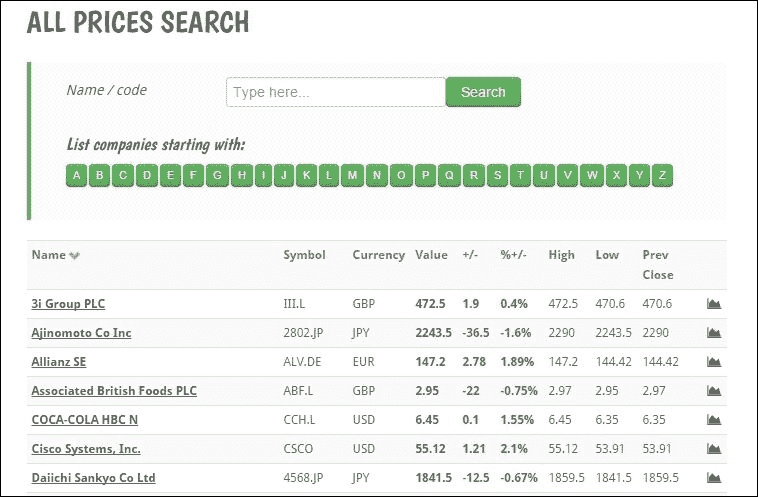 ALL PRICES SEARCH
Name / code Type here... Search
List companies starting with:
A B C D E F G H I J K L M N O P Q R S T U V W X Y Z
Name Symbol Currency Value +/- %+/- High Low Prev Close
3i Group PLC III.L GBP 472.5 1.9 0.4% 472.5 470.6 470.6
Ajinomoto Co Inc 2802.JP JPY 2243.5 -36.5 -1.6% 2290 2243.5 2290
Allianz SE ALV.DE EUR 147.2 2.78 1.89% 147.2 144.42 144.42
Associated British Foods PLC ABF.L GBP 2.95 -22 -0.75% 2.97 2.95 2.97
COCA-COLA HBC N CCH.L USD 6.45 0.1 1.55% 6.45 6.35 6.35
Cisco Systems, Inc. CSCO USD 55.12 1.21 2.1% 55.12 53.91 53.91
Daiichi Sankyo Co Ltd 4568.JP JPY 1841.5 -12.5 -0.67% 1859.5 1841.5 1859.5